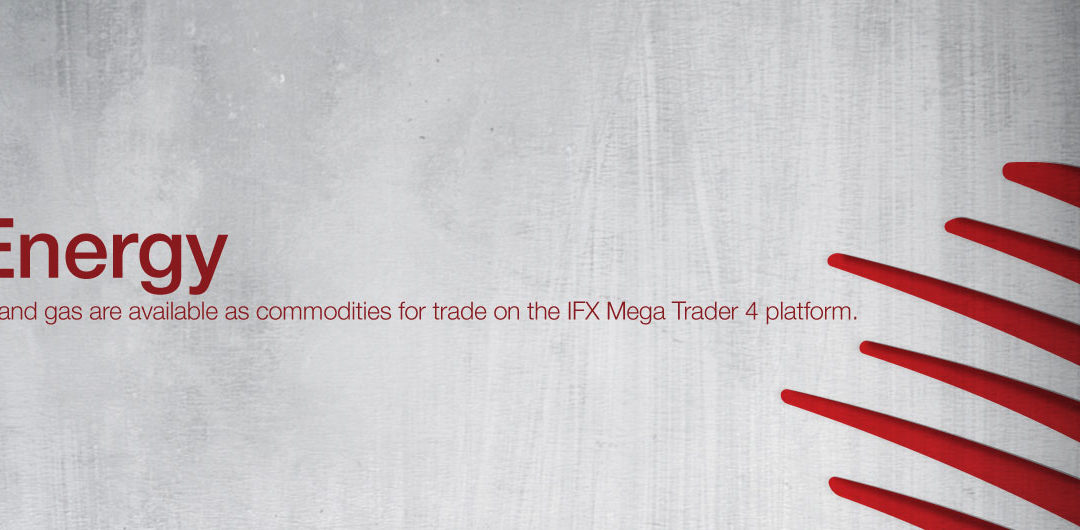 Energy
and gas are available as commodities for trade on the IFX Mega Trader 4 platform.